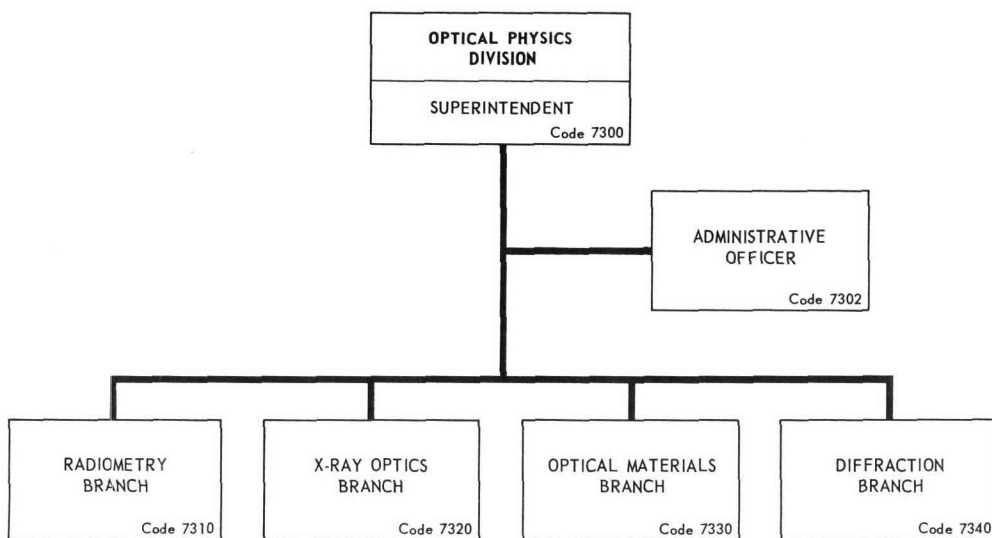 OPTICAL PHYSICS
DIVISION
SUPERINTENDENT
Code 7300
ADMINISTRATIVE
OFFICER
Code 7302
RADIOMETRY
BRANCH
Code 7310
X-RAY OPTICS
BRANCH
Code 7320
OPTICAL MATERIALS
BRANCH
Code 7330
DIFFRACTION
BRANCH
Code 7340